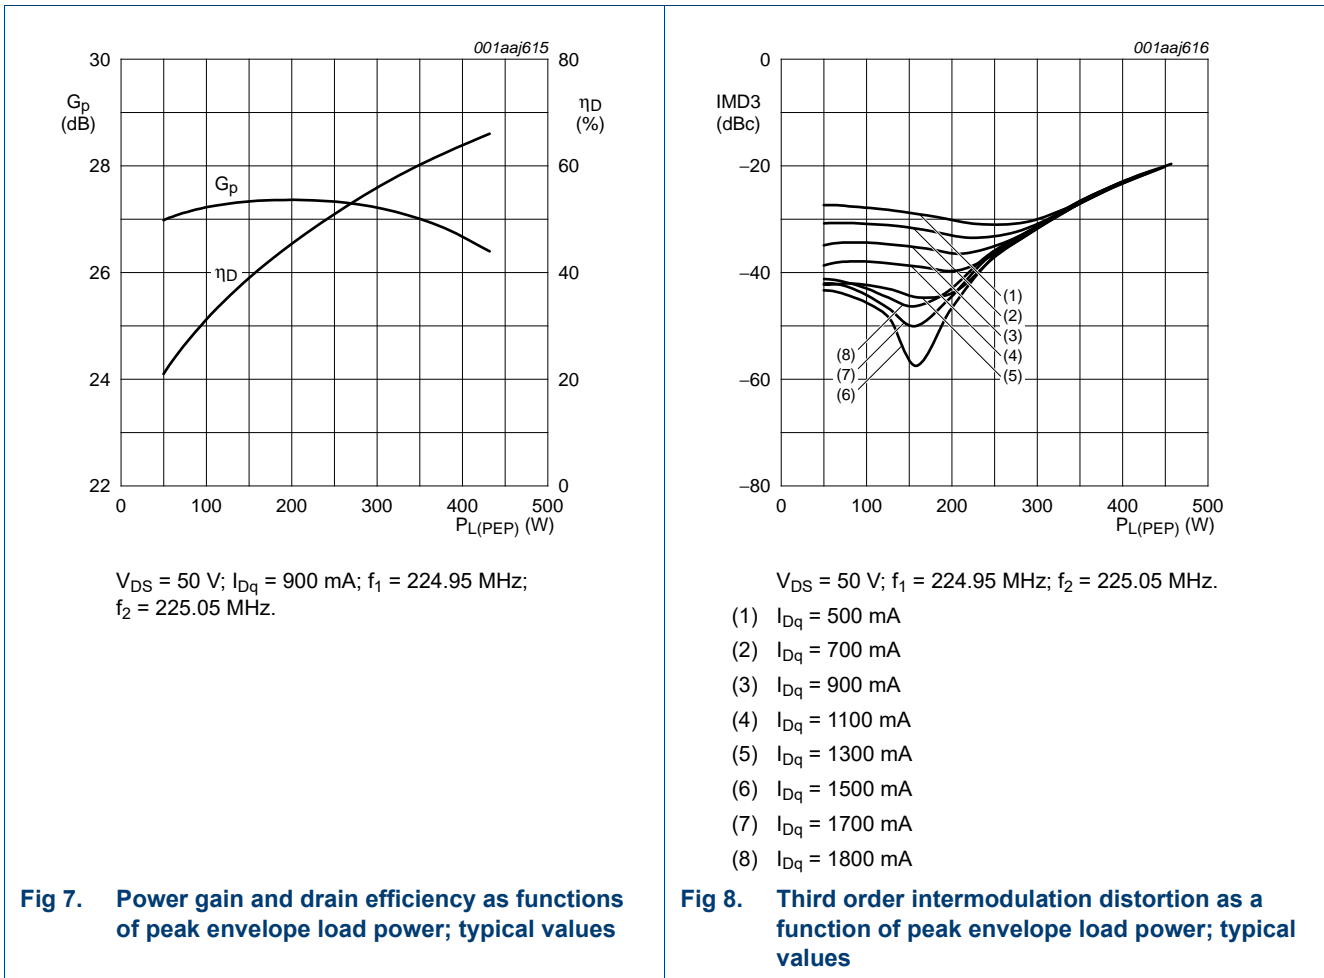 001aaj615
30
28
26
24
22
Gp
(dB)
80
60
40
20
0
ηD
(%)
Gp
ηD
0
100
200
300
400
500
PL(PEP) (W)
VDS = 50 V; IDq = 900 mA; f1 = 224.95 MHz;
f2 = 225.05 MHz.
Fig 7. Power gain and drain efficiency as functions
of peak envelope load power; typical values
001aaj616
0
−20
−40
−60
−80
IMD3
(dBc)
(1)
(2)
(3)
(4)
(5)
(8)
(7)
(6)
0
100
200
300
400
500
PL(PEP) (W)
VDS = 50 V; f1 = 224.95 MHz; f2 = 225.05 MHz.
(1) IDq = 500 mA
(2) IDq = 700 mA
(3) IDq = 900 mA
(4) IDq = 1100 mA
(5) IDq = 1300 mA
(6) IDq = 1500 mA
(7) IDq = 1700 mA
(8) IDq = 1800 mA
Fig 8. Third order intermodulation distortion as a
function of peak envelope load power; typical
values